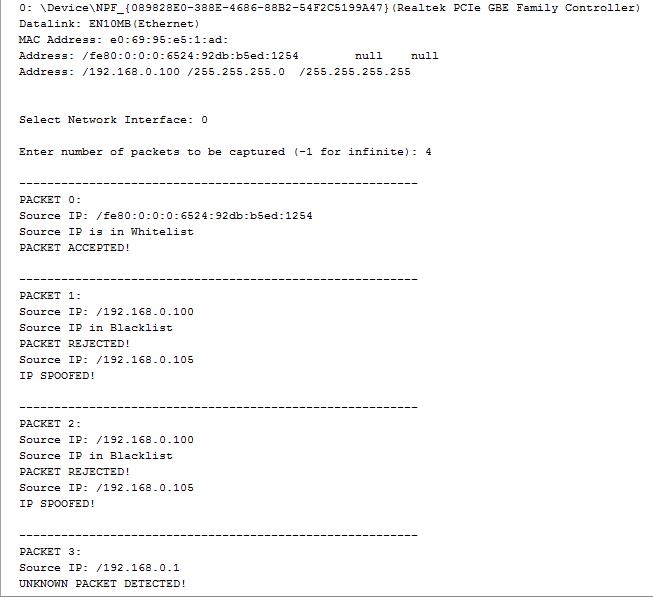 0: \Device\NPF_{089828E0-388E-4686-88B2-54F2C5199A47}(Realtek PCIe GBE Family Controller)
Datalink: EN10MB(Ethernet)
MAC Address: e0:69:95:e5:1:ad:
Address: /fe80:0:0:0:6524:92db:b5ed:1254 null null
Address: /192.168.0.100 /255.255.255.0 /255.255.255.255
Select Network Interface: 0
Enter number of packets to be captured (-1 for infinite): 4
---------------------------------------------------------
PACKET 0:
Source IP: /fe80:0:0:0:6524:92db:b5ed:1254
Source IP is in Whitelist
PACKET ACCEPTED!
---------------------------------------------------------
PACKET 1:
Source IP: /192.168.0.100
Source IP in Blacklist
PACKET REJECTED!
Source IP: /192.168.0.105
IP SPOOFED!
---------------------------------------------------------
PACKET 2:
Source IP: /192.168.0.100
Source IP in Blacklist
PACKET REJECTED!
Source IP: /192.168.0.105
IP SPOOFED!
---------------------------------------------------------
PACKET 3:
Source IP: /192.168.0.1
UNKNOWN PACKET DETECTED!